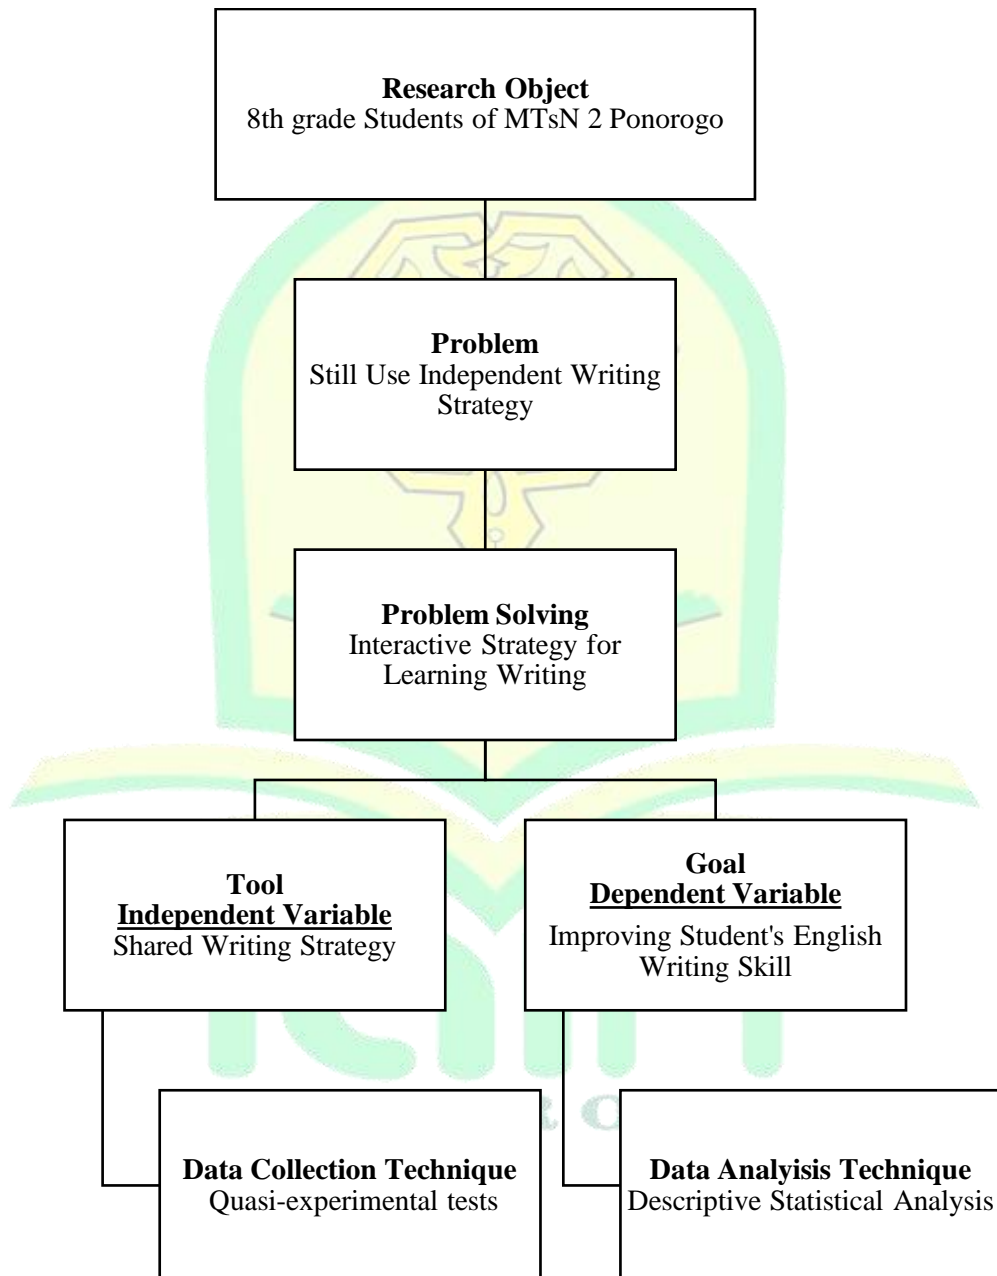 Research Object
8th grade Students of MTsN 2 Ponorogo
Problem
Still Use Independent Writing
Strategy
Problem Solving
Interactive Strategy for
Learning Writing
Tool
Independent Variable
Shared Writing Strategy
Goal
Dependent Variable
Improving Student's English
Writing Skill
Data Collection Technique
Quasi-experimental tests
Data Analyisis Technique
Descriptive Statistical Analysis